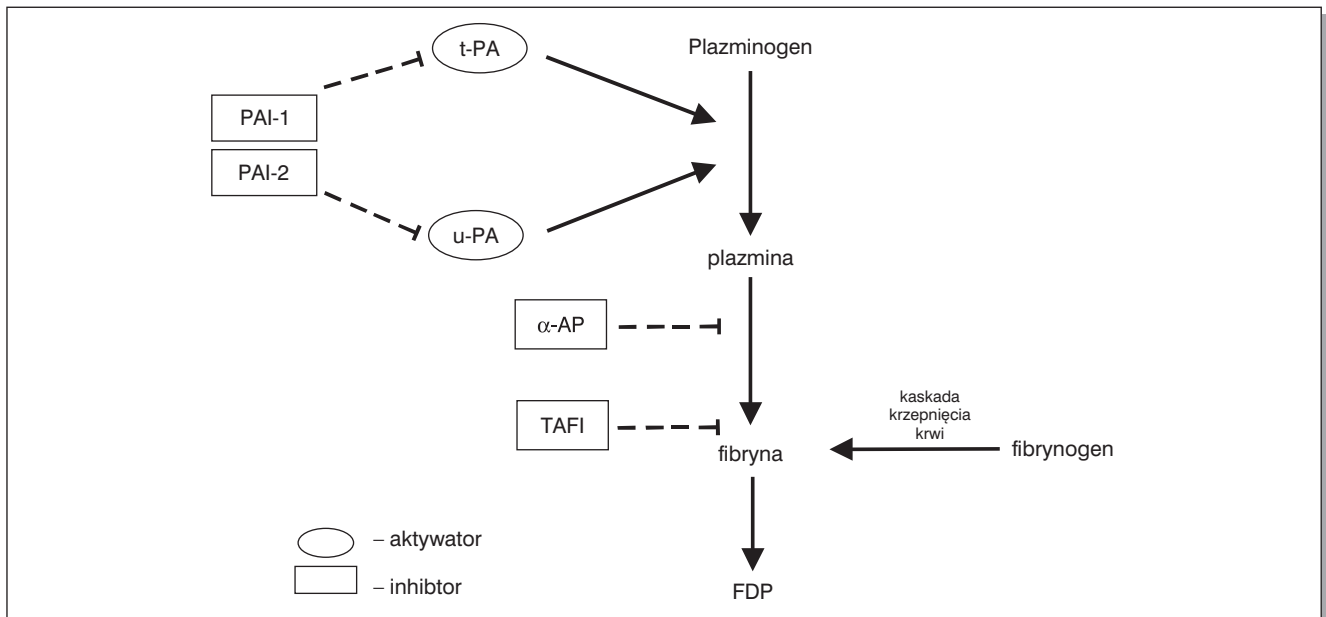 t-PA
Plazminogen
PAI-1
PAI-2
u-PA
plazmina
α-AP
TAFI
kaskada
krzepnięcia
krwi
fibryna
fibrynogen
– aktywator
– inhibtor
FDP